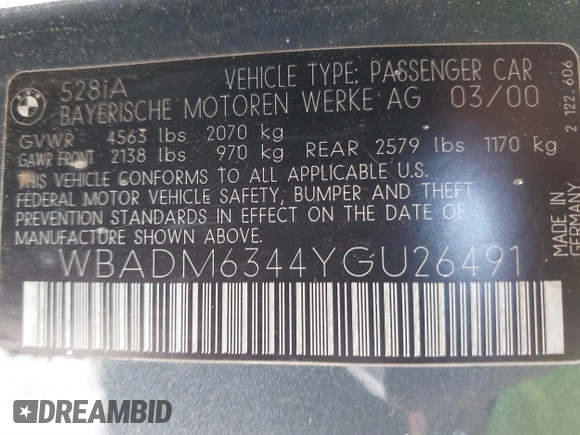 528iA VEHICLE TYPE: PASSENGER CAR
BAYERISCHE MOTOREN WERKE AG 03/00
GVWR 4563 lbs 2070 kg
GAWR FRONT 2138 lbs 970 kg REAR 2579 lbs 1170 kg
THIS VEHICLE CONFORMS TO ALL APPLICABLE U.S.
FEDERAL MOTOR VEHICLE SAFETY, BUMPER AND THEFT
PREVENTION STANDARDS IN EFFECT ON THE DATE OF
MANUFACTURE SHOWN ABOVE.
WBADM6344YGU26491
2 122.606
MADE IN
GERMANY
DREAMBID